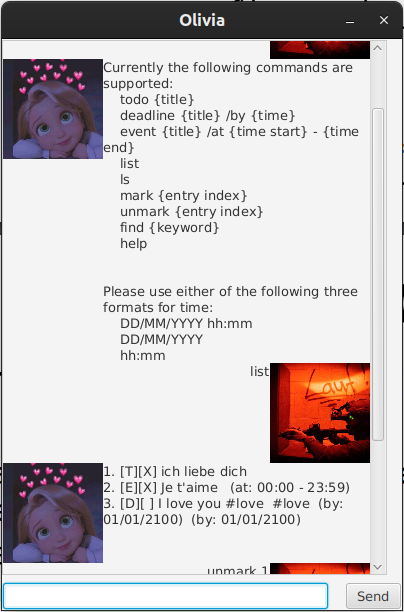 Olivia
Currently the following commands are
supported:
todo {title}
deadline {title} /by {time}
event {title} /at {time start} - {time
end}
list
ls
mark {entry index}
unmark {entry index}
find {keyword}
help
Please use either of the following three
formats for time:
DD/MM/YYYY hh:mm
DD/MM/YYYY
hh:mm
list
1. [T][X] ich liebe dich
2. [E][X] Je t'aime (at: 00:00 - 23:59)
3. [D][ ] I love you #love #love (by:
01/01/2100) (by: 01/01/2100)
unmark 1
Send